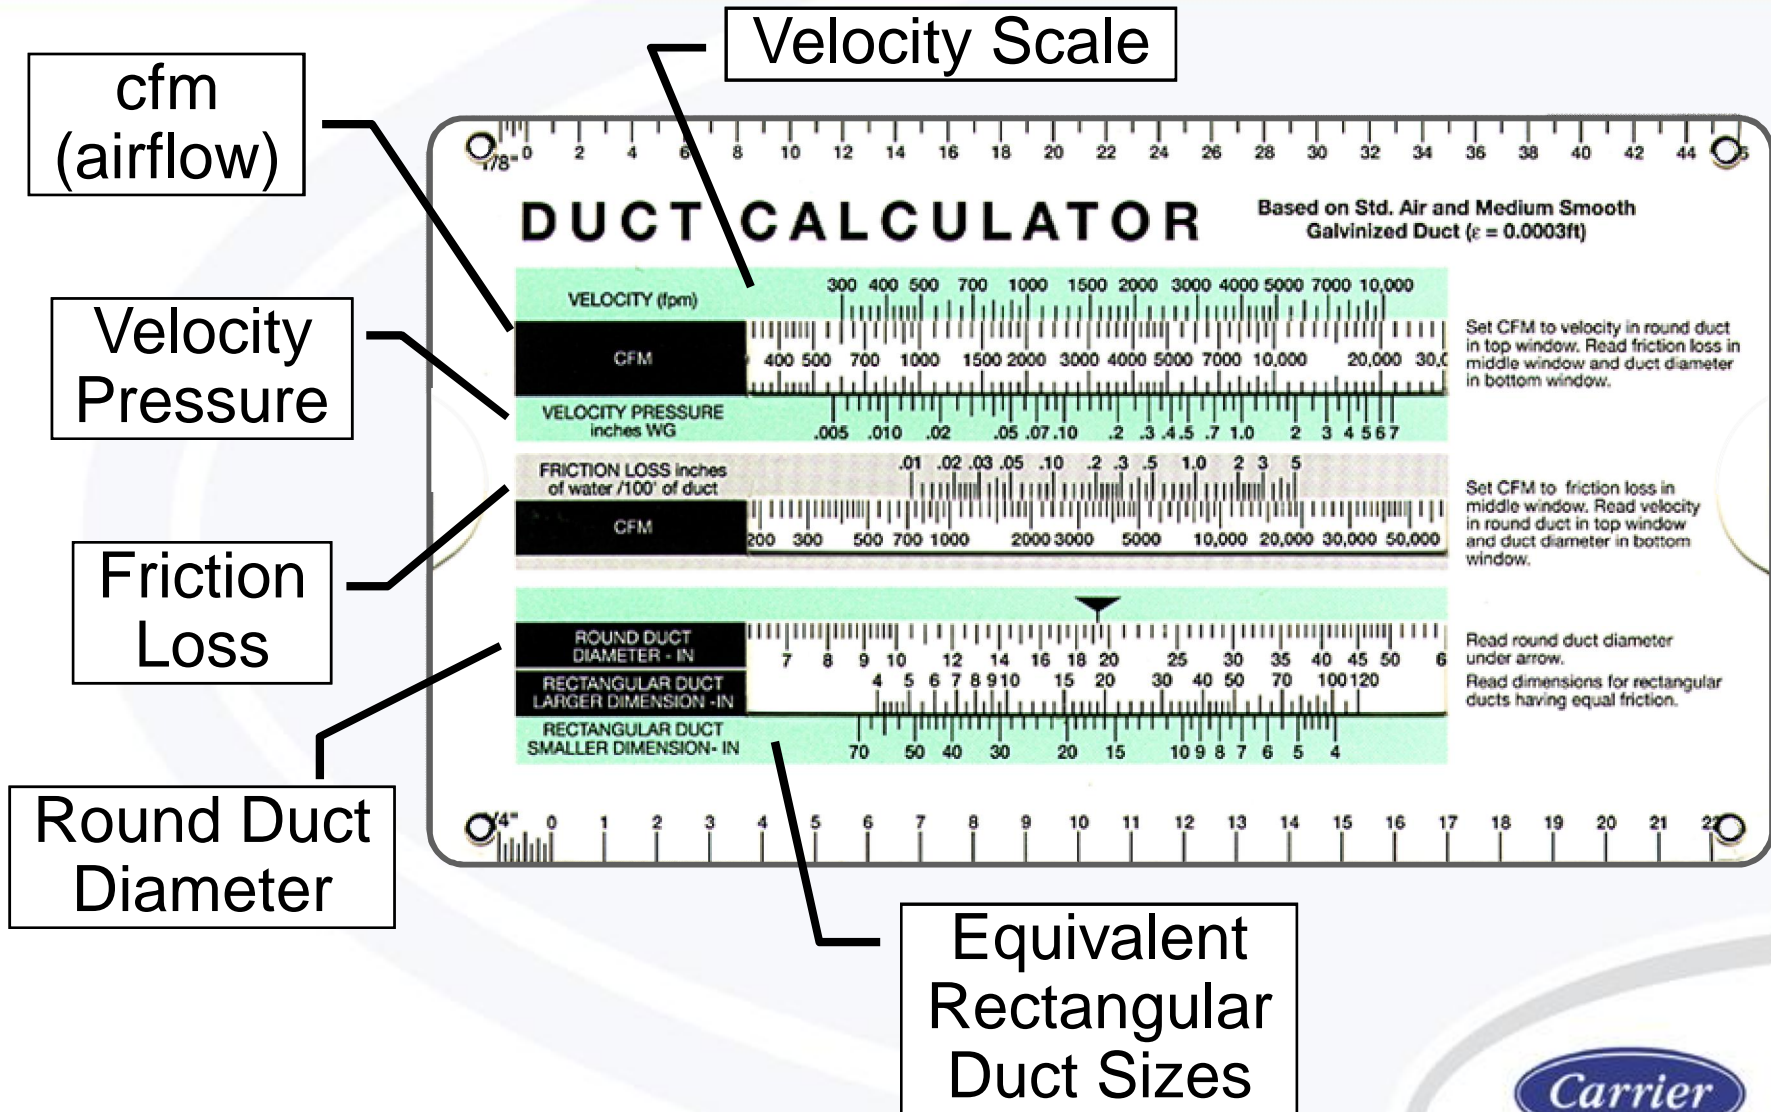 Velocity Scale
cfm
(airflow)
Velocity
Pressure
Friction
Loss
Round Duct
Diameter
Equivalent
Rectangular
Duct Sizes
0 2 4 6 8 10 12 14 16 18 20 22 24 26 28 30 32 34 36 38 40 42 44
DUCT CALCULATOR
Based on Std. Air and Medium Smooth
Galvinized Duct (ε = 0.0003ft)
VELOCITY (fpm) 300 400 500 700 1000 1500 2000 3000 4000 5000 7000 10,000
CFM 400 500 700 1000 1500 2000 3000 4000 5000 7000 10,000 20,000 30,0
VELOCITY PRESSURE
inches WG
.005 .010 .02 .05 .07 .10 .2 .3 .4 .5 .7 1.0 2 3 4 5 6 7
Set CFM to velocity in round duct
in top window. Read friction loss in
middle window and duct diameter
in bottom window.
FRICTION LOSS inches
of water /100' of duct
.01 .02 .03 .05 .10 .2 .3 .5 1.0 2 3 5
CFM 200 300 500 700 1000 2000 3000 5000 10,000 20,000 30,000 50,000
Set CFM to friction loss in
middle window. Read velocity
in round duct in top window
and duct diameter in bottom
window.
ROUND DUCT
DIAMETER - IN
7 8 9 10 12 14 16 18 20 25 30 35 40 45 50 6
RECTANGULAR DUCT
LARGER DIMENSION -IN
4 5 6 7 8 9 10 15 20 30 40 50 70 100 120
RECTANGULAR DUCT
SMALLER DIMENSION- IN
70 50 40 30 20 15 10 9 8 7 6 5 4
Read round duct diameter
under arrow.
Read dimensions for rectangular
ducts having equal friction.
0 1 2 3 4 5 6 7 8 9 10 11 12 13 14 15 16 17 18 19 20 21
Carrier